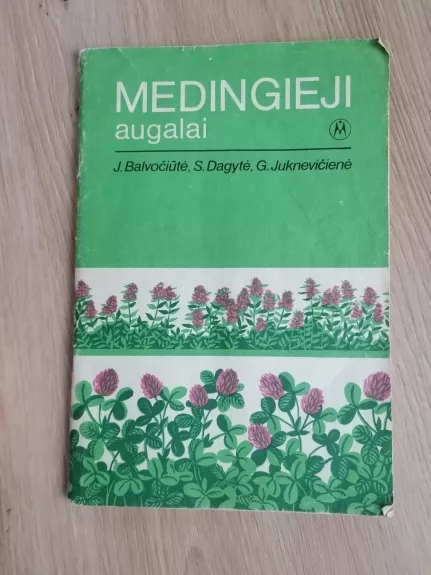 MEDINGIEJI
augalai
M
J. Balvočiūtė, S. Dagytė, G. Juknevičienė